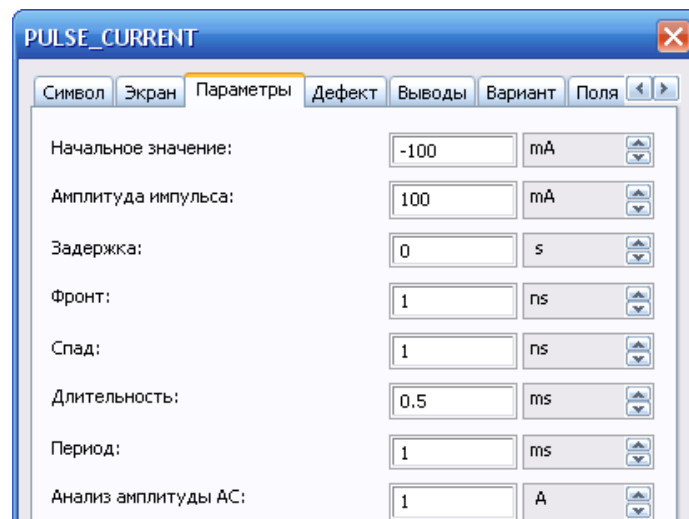 PULSE_CURRENT
Символ Экран Параметры Дефект Выводы Вариант Поля
Начальное значение: -100 mA
Амплитуда импульса: 100 mA
Задержка: 0 s
Фронт: 1 ns
Спад: 1 ns
Длительность: 0.5 ms
Период: 1 ms
Анализ амплитуды AC: 1 A